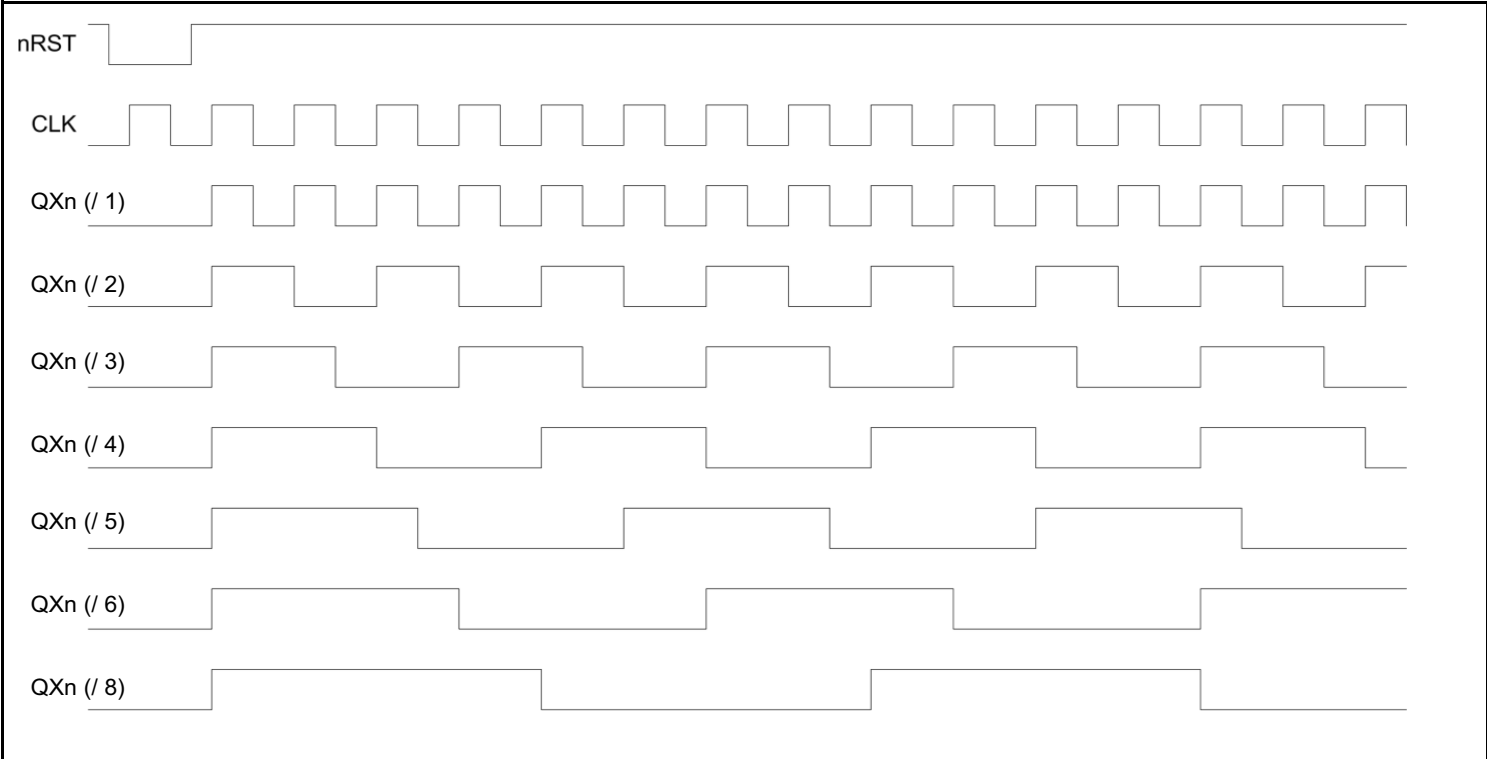 nRST
CLK
QXn (/ 1)
QXn (/ 2)
QXn (/ 3)
QXn (/ 4)
QXn (/ 5)
QXn (/ 6)
QXn (/ 8)